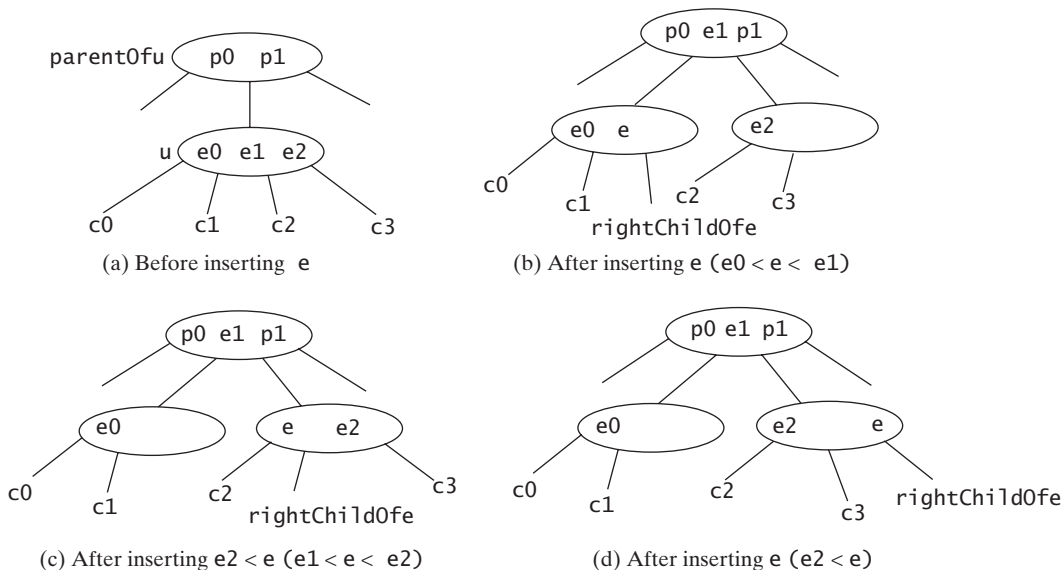 parentOfu p0 p1
u e0 e1 e2
c0 c1 c2 c3
(a) Before inserting e
p0 e1 p1
e0 e e2
c0 c1 c2 c3
rightChildOfe
(b) After inserting e (e0 < e < e1)
p0 e1 p1
e0 e e2
c0 c1 c2 c3
rightChildOfe
(c) After inserting e2 < e (e1 < e < e2)
p0 e1 p1
e0 e2 e
c0 c1 c2 c3
rightChildOfe
(d) After inserting e (e2 < e)